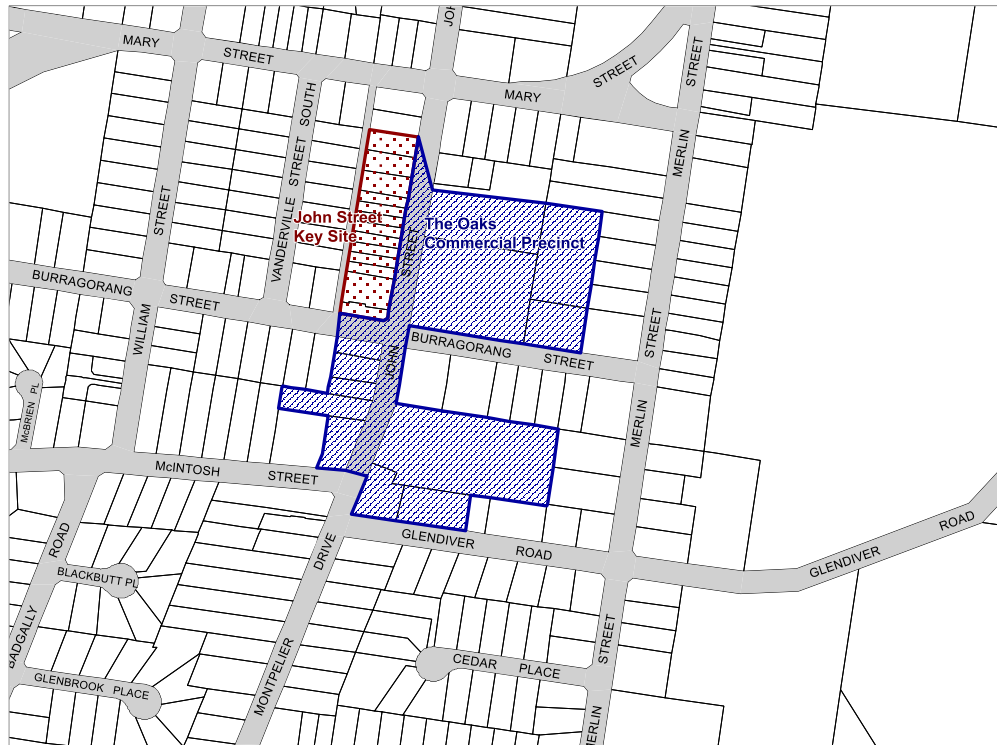 JOH
MARY
STREET
STREET
STREET
MARY
SOUTH
STREET
VANDERVILLE
STREET
MERLIN
John Street
Key Site
The Oaks
Commercial Precinct
STREET
BURRAGORANG
STREET
WILLIAM
JOHN
BURRAGORANG
STREET
STREET
MERLIN
McBRIEN PL
McINTOSH
STREET
GLENDIVER
ROAD
ROAD
DRIVE
GLENDIVER
ROAD
BLACKBUTT PL
BADGALLY
MONTPELIER
CEDAR PLACE
STREET
GLENBROOK PLACE
MERLIN